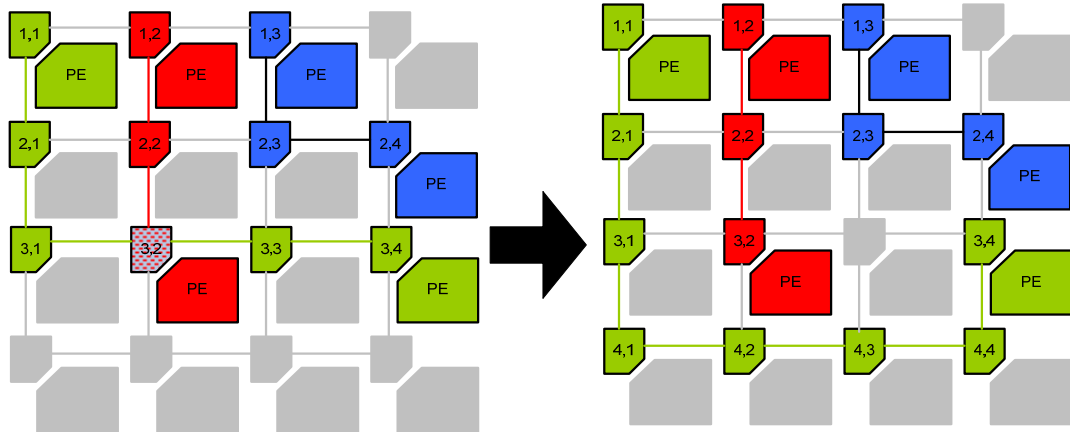 1,1 1,2 1,3
PE PE PE
2,1 2,2 2,3 2,4
PE
3,1 3,2 3,3 3,4
PE PE
1,1 1,2 1,3
PE PE PE
2,1 2,2 2,3 2,4
PE
3,1 3,2 3,4
PE PE
4,1 4,2 4,3 4,4